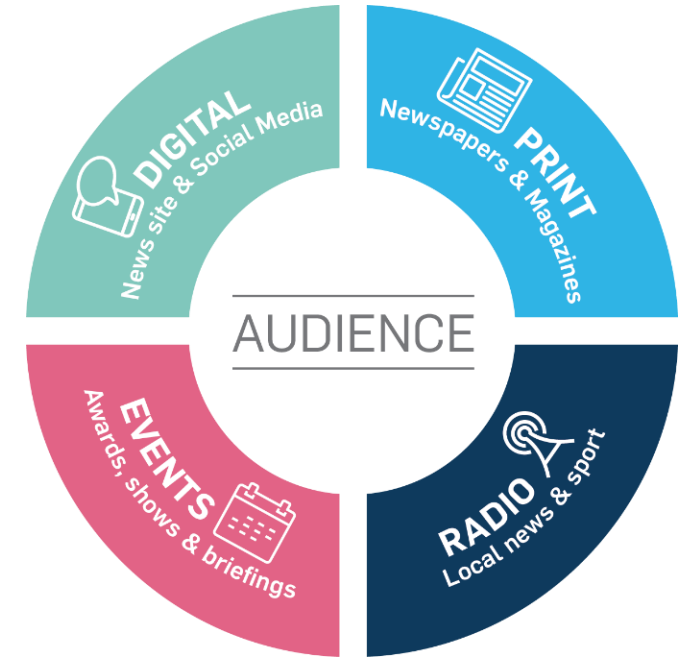 DIGITAL
News site & Social Media
PRINT
Newspapers & Magazines
AUDIENCE
EVENTS
Awards, shows & briefings
RADIO
Local news & sport